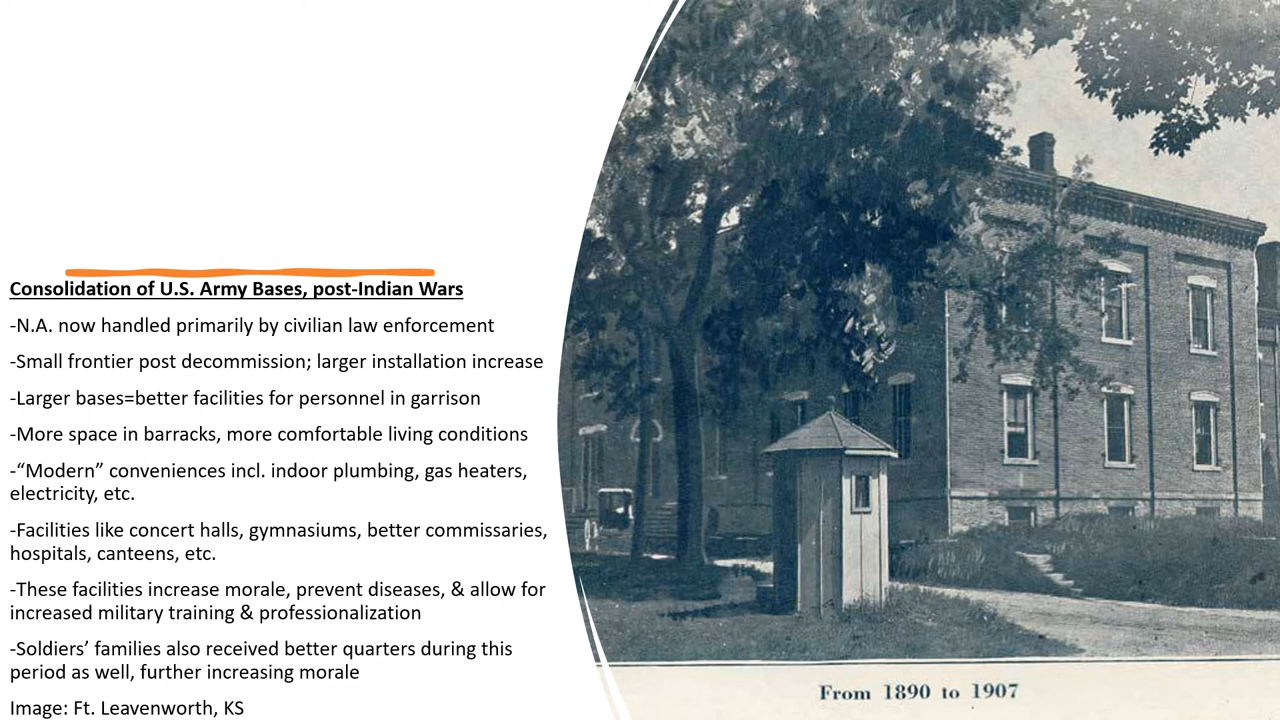 Consolidation of U.S. Army Bases, post-Indian Wars
-N.A. now handled primarily by civilian law enforcement
-Small frontier post decommission; larger installation increase
-Larger bases=better facilities for personnel in garrison
-More space in barracks, more comfortable living conditions
-“Modern” conveniences incl. indoor plumbing, gas heaters,
electricity, etc.
-Facilities like concert halls, gymnasiums, better commissaries,
hospitals, canteens, etc.
-These facilities increase morale, prevent diseases, & allow for
increased military training & professionalization
-Soldiers’ families also received better quarters during this
period as well, further increasing morale
Image: Ft. Leavenworth, KS
From 1890 to 1907